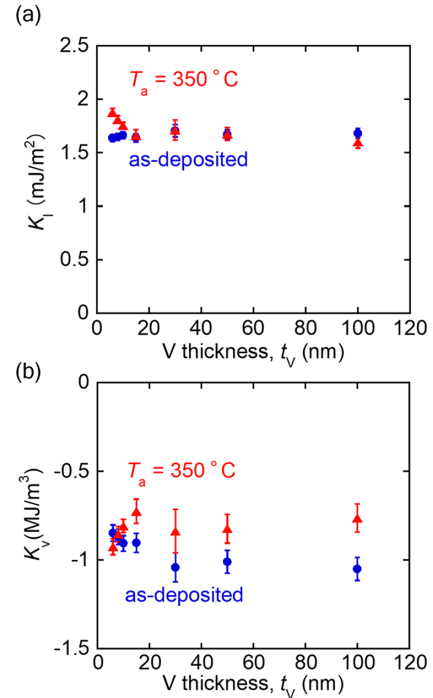 (a)
2.5
2
1.5
1
0.5
0
K_I (mJ/m²)
T_a = 350 °C
as-deposited
0 20 40 60 80 100 120
V thickness, t_V (nm)
(b)
0
-0.5
-1
-1.5
K_v(MJ/m³)
T_a = 350 °C
as-deposited
0 20 40 60 80 100 120
V thickness, t_V (nm)